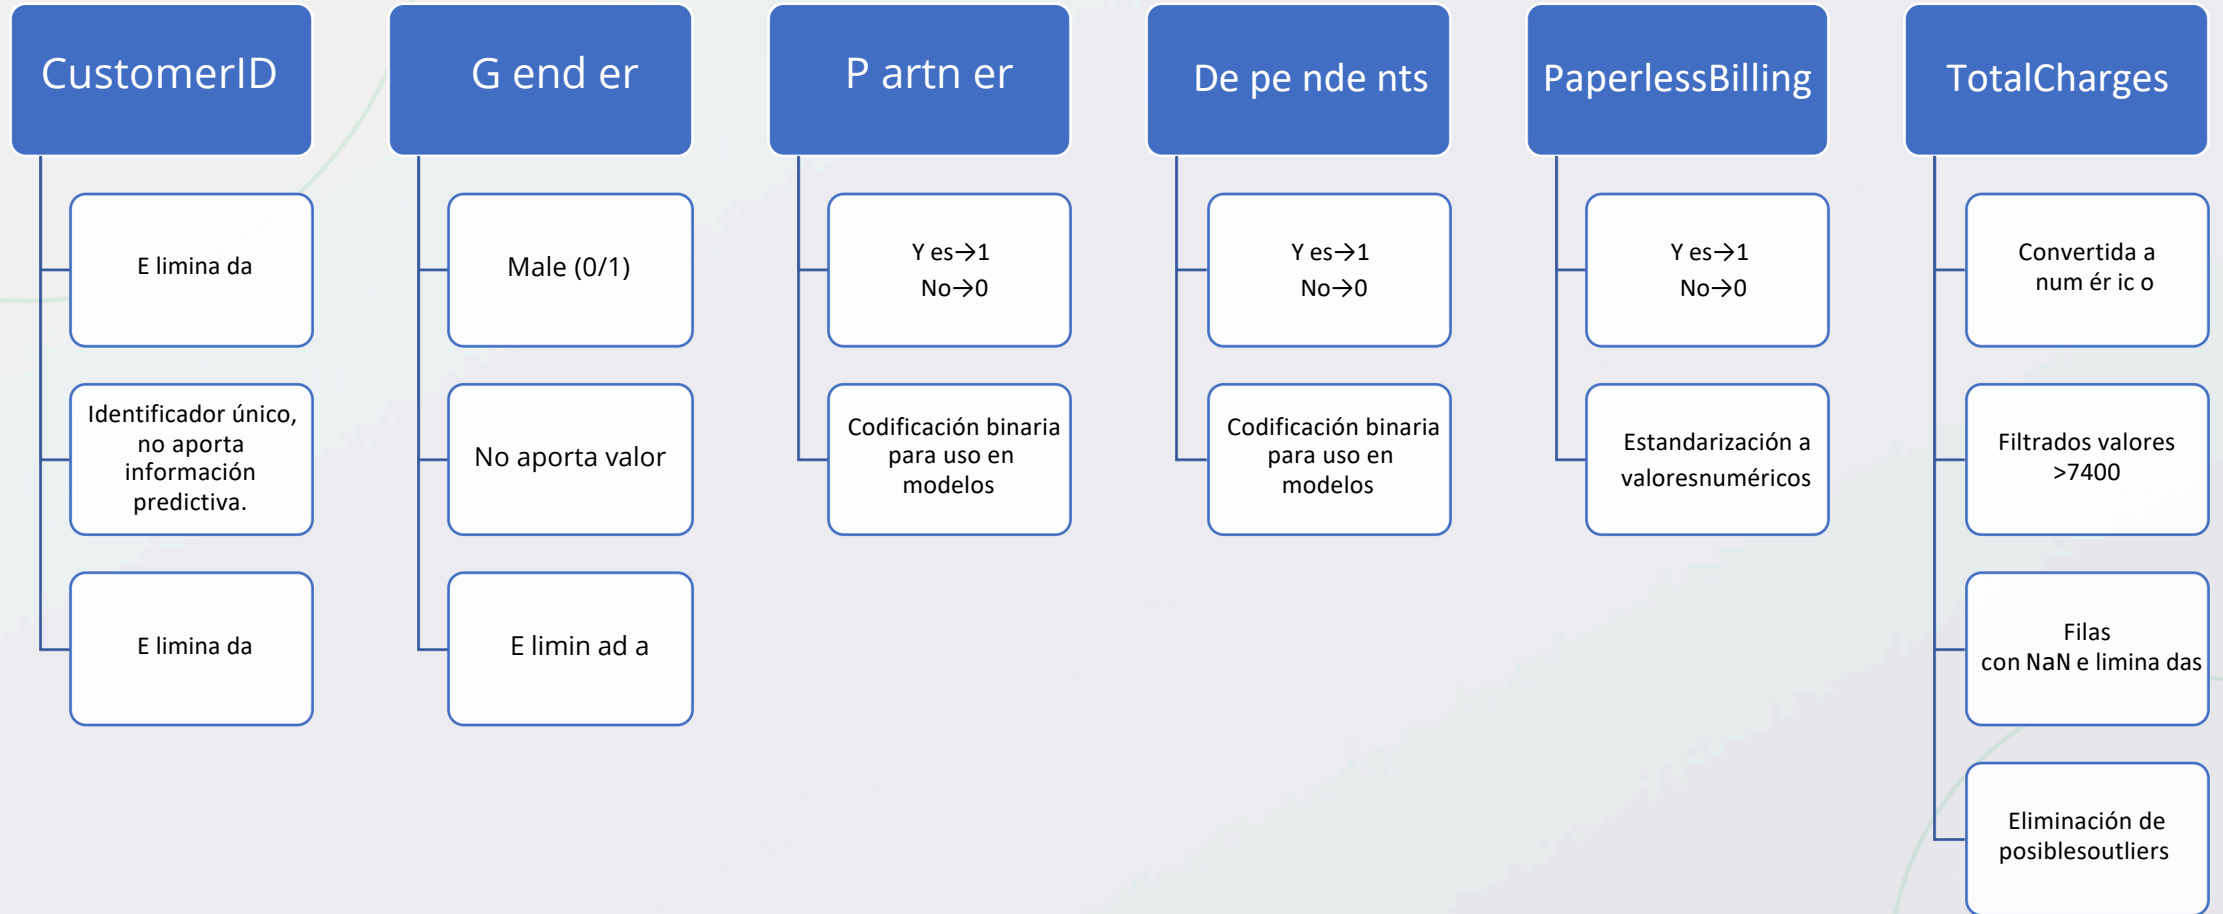 CustomerID
E limina da
Identificador único,
no aporta
información
predictiva.
E limina da
G end er
Male (0/1)
No aporta valor
E limin ad a
P artn er
Y es→1
No→0
Codificación binaria
para uso en
modelos
De pe nde nts
Y es→1
No→0
Codificación binaria
para uso en
modelos
PaperlessBilling
Y es→1
No→0
Estandarización a
valoresnuméricos
TotalCharges
Convertida a
num ér ic o
Filtrados valores
>7400
Filas
con NaN e limina das
Eliminación de
posiblesoutliers